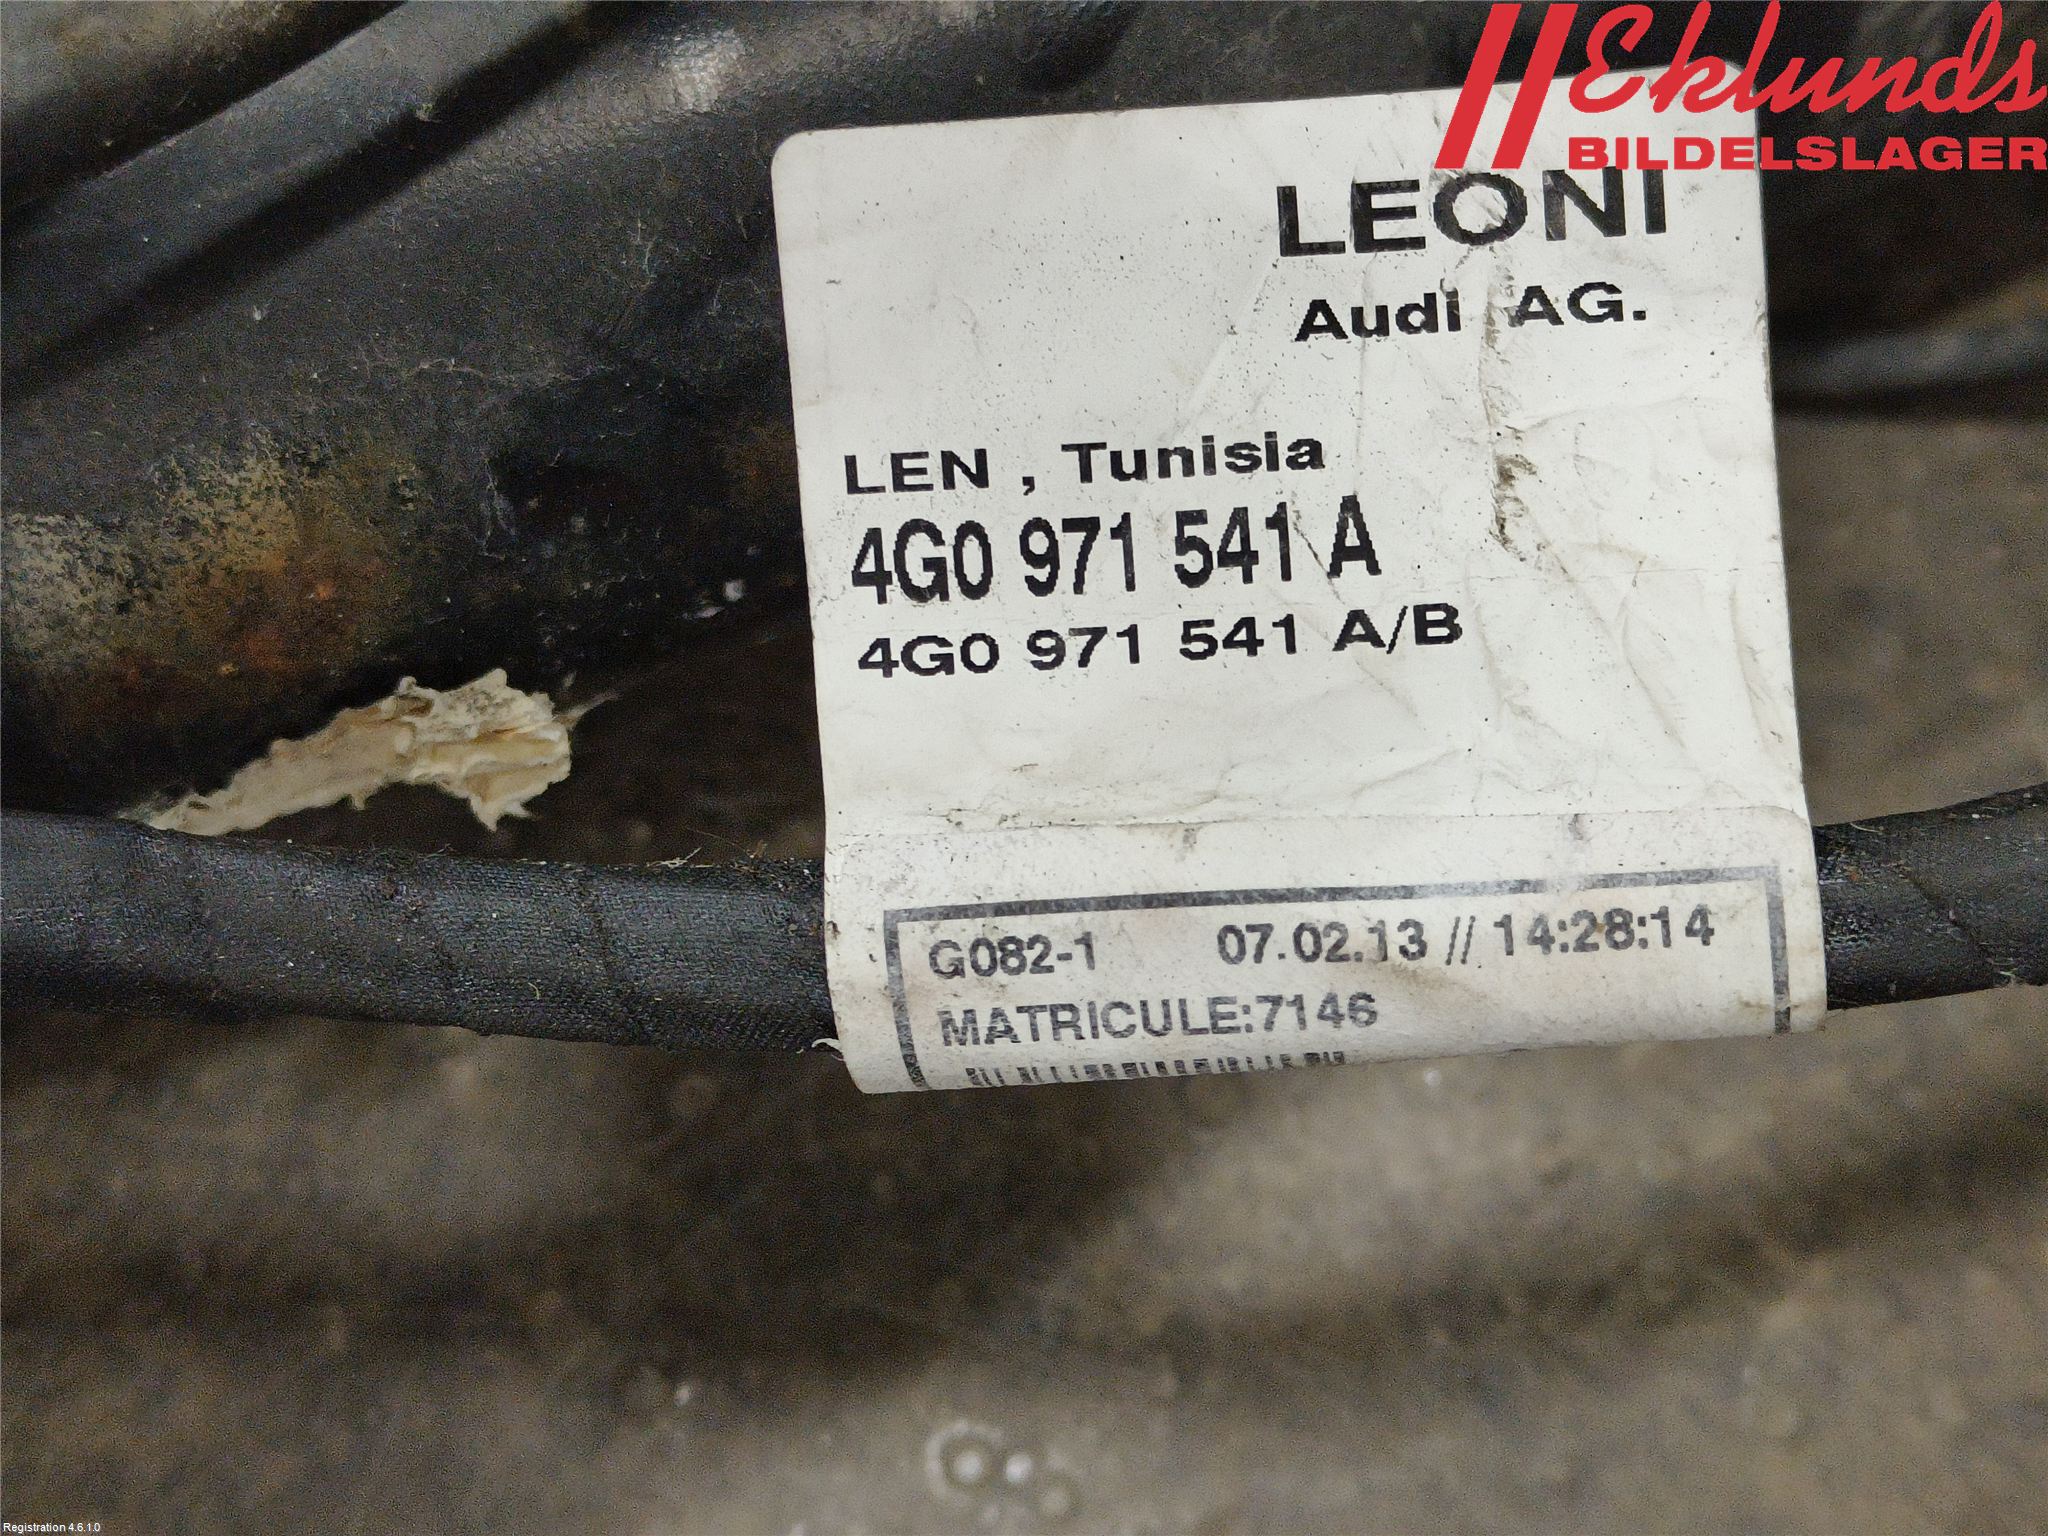 Eklunds
BILDELSLAGER
LEONI
Audi AG.
LEN , Tunisia
4G0 971 541 A
4G0 971 541 A/B
G082-1 07.02.13 // 14:28:14
MATRICULE:7146
Registration 4.6.1.0